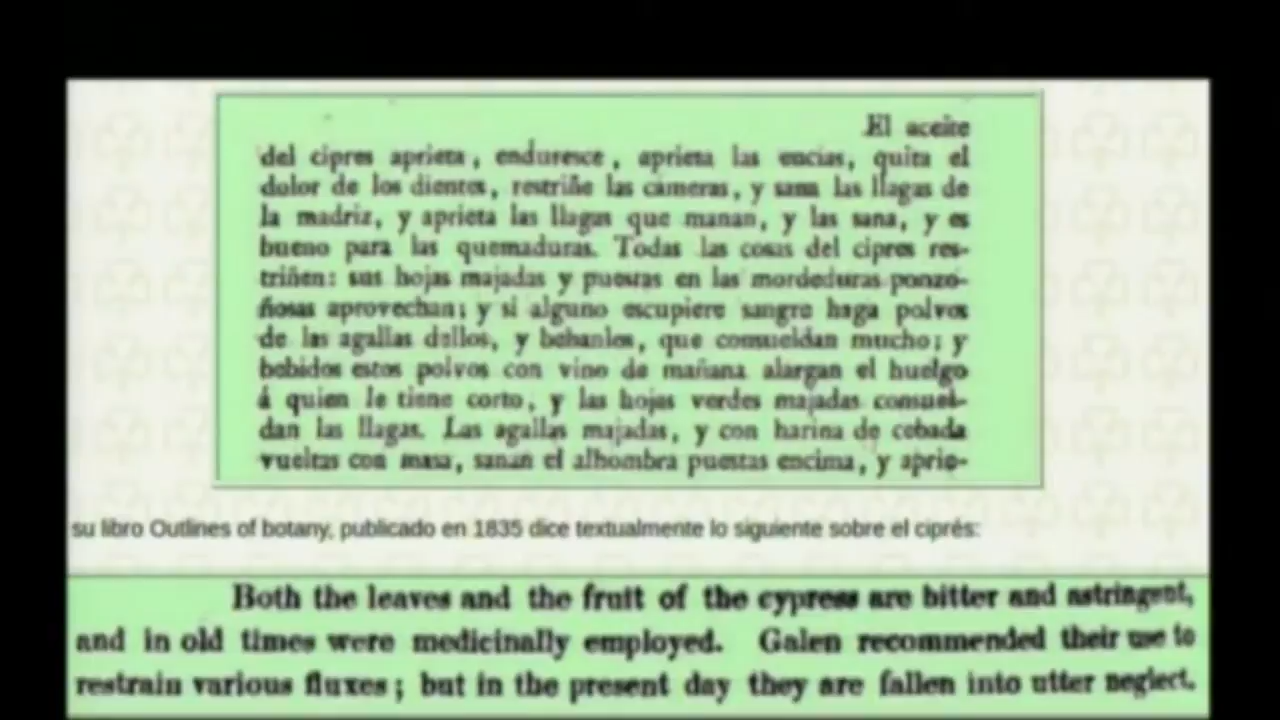 El aceite
del cipres aprieta, enduresce, aprieta las encias, quita el
dolor de los dientes, restriñe las cameras, y sana las llagas de
la madriz, y aprieta las llagas que manan, y las sana, y es
bueno para las quemaduras. Todas las cosas del cipres res-
triñen: sus hojas majadas y puestas en las mordeduras ponzo-
ñosas aprovechan; y si alguno escupiere sangre haga polvos
de las agallas dellos, y bebanlos, que consueldan mucho; y
bebidos estos polvos con vino de mañana alargan el huelgo
á quien le tiene corto, y las hojas verdes majadas consuel-
dan las llagas. Las agallas majadas, y con harina de cebada
vueltas con masa, sanan el alhombra puestas encima, y aprie-
su libro Outlines of botany, publicado en 1835 dice textualmente lo siguiente sobre el ciprés:
Both the leaves and the fruit of the cypress are bitter and astringent,
and in old times were medicinally employed. Galen recommended their use to
restrain various fluxes; but in the present day they are fallen into utter neglect.